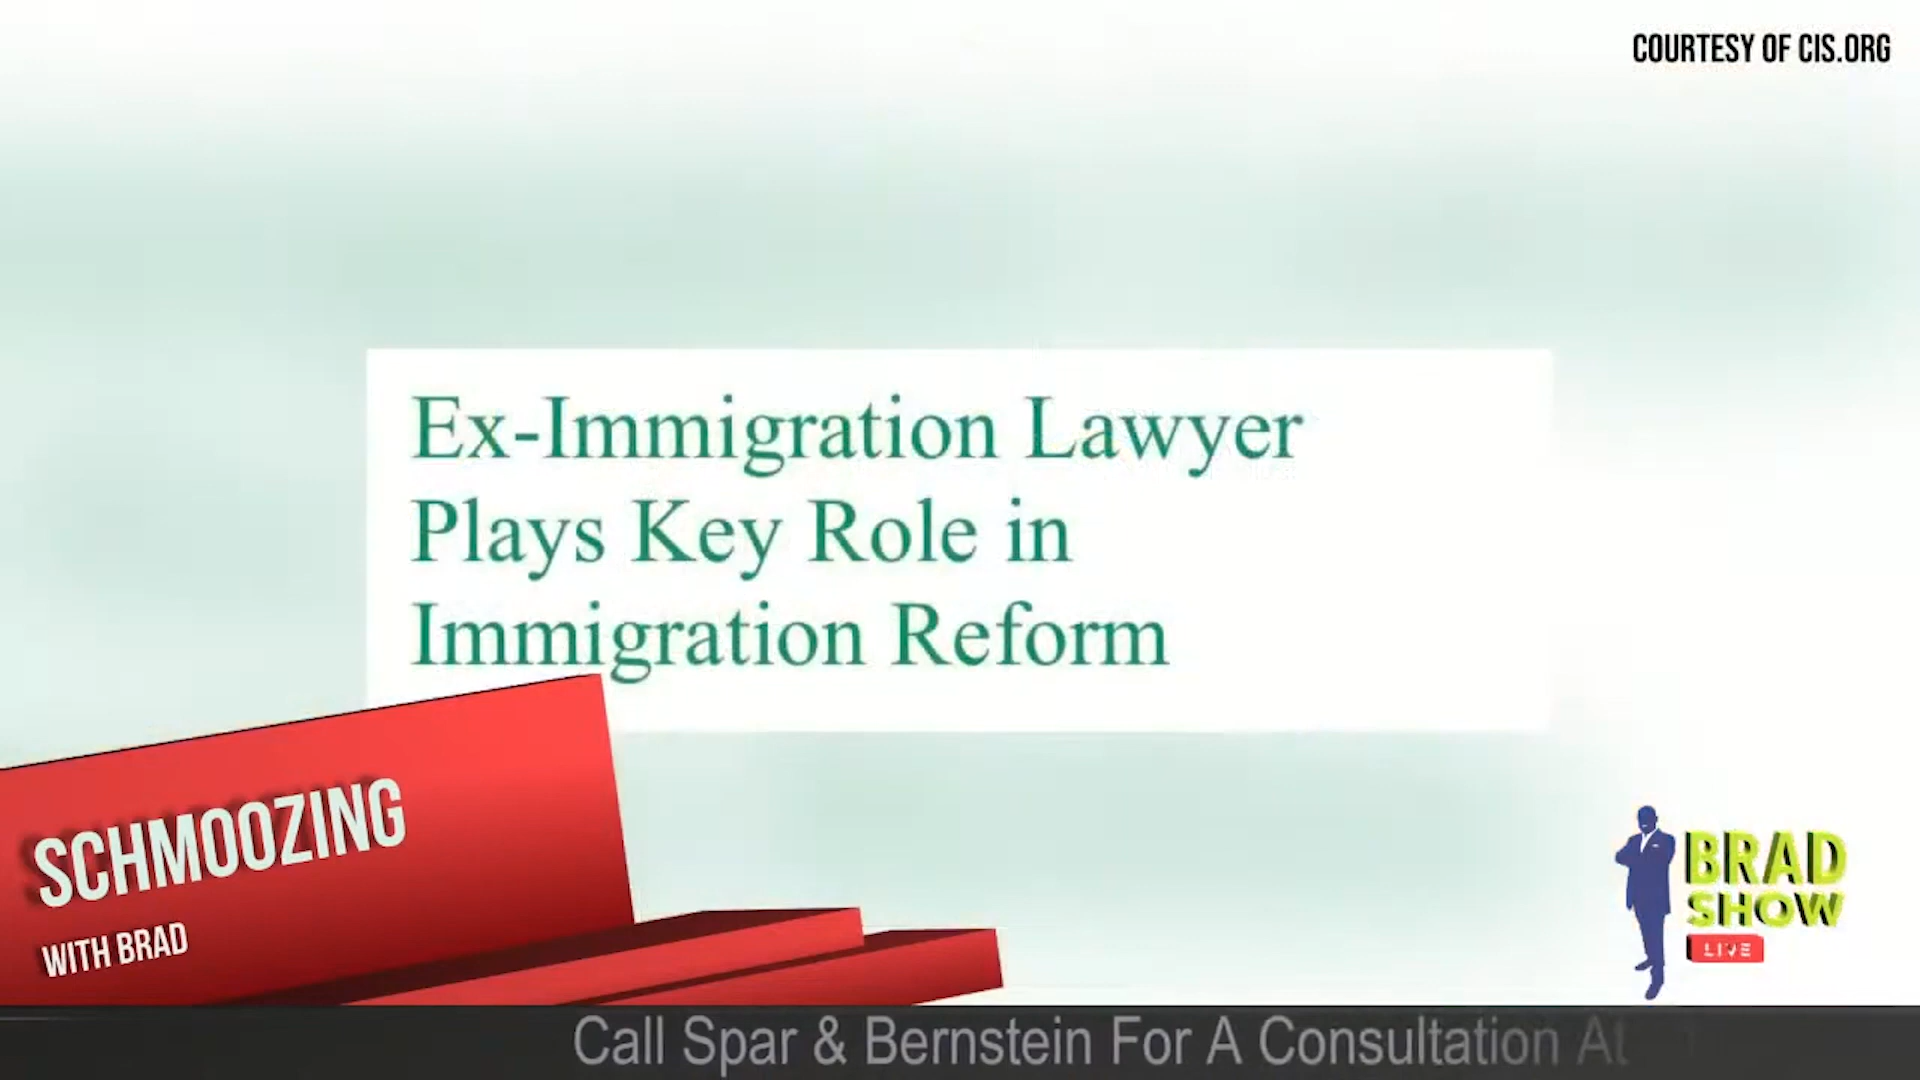 COURTESY OF CIS.ORG
Ex-Immigration Lawyer
Plays Key Role in
Immigration Reform
SCHMOOZING
WITH BRAD
BRAD
SHOW
LIVE
Call Spar & Bernstein For A Consultation At